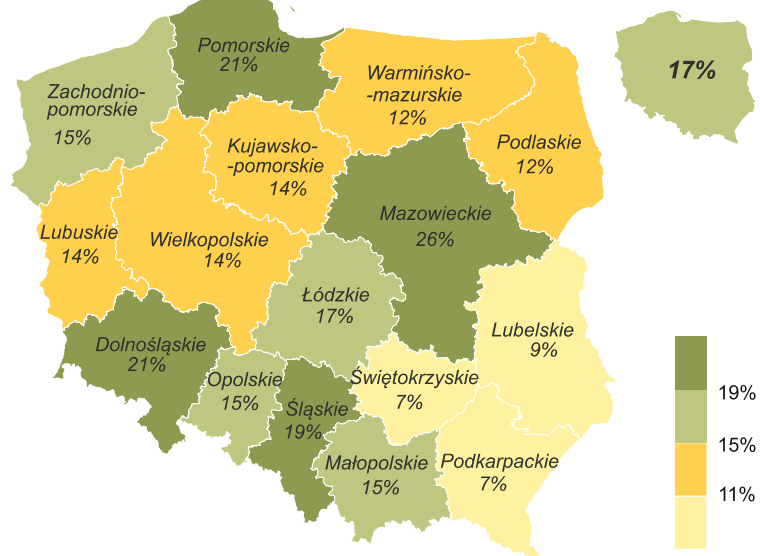 Pomorskie
21%
Zachodnio-
pomorskie
15%
Warmińsko-
-mazurskie
12%
17%
Podlaskie
12%
Kujawsko-
-pomorskie
14%
Mazowieckie
26%
Lubuskie
14%
Wielkopolskie
14%
Łódzkie
17%
Lubelskie
9%
Dolnośląskie
21%
Opolskie
15%
Śląskie
19%
Świętokrzyskie
7%
Małopolskie
15%
Podkarpackie
7%
19%
15%
11%